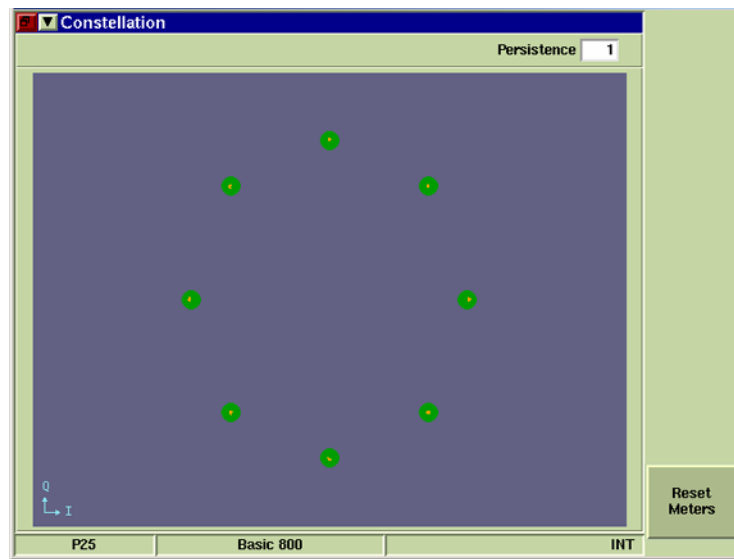 Constellation
Persistence 1
Q
I
Reset
Meters
P25 Basic 800 INT